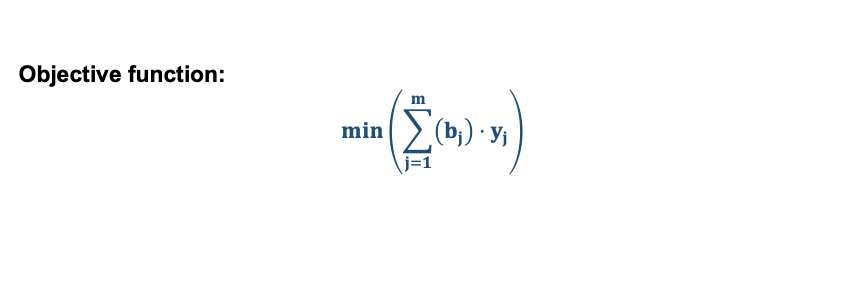 Objective function:
min(∑_{j=1}^{m}(b_j) · y_j)